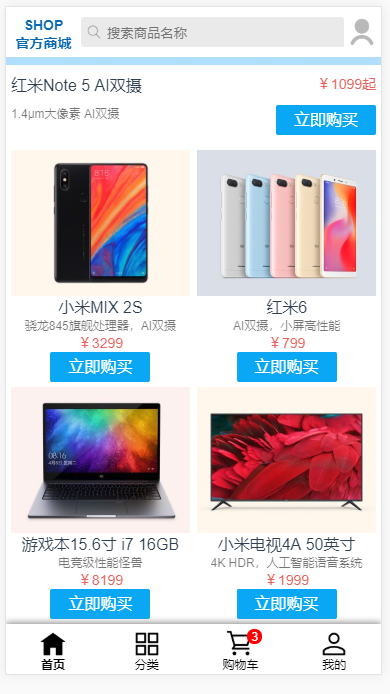 SHOP
官方商城
搜索商品名称
红米Note 5 AI双摄
￥1099起
1.4μm大像素 AI双摄
立即购买
小米MIX 2S
骁龙845旗舰处理器，AI双摄
￥3299
立即购买
红米6
AI双摄，小屏高性能
￥799
立即购买
游戏本15.6寸 i7 16GB
电竞级性能怪兽
￥8199
立即购买
小米电视4A 50英寸
4K HDR，人工智能语音系统
￥1999
立即购买
首页
分类
3
购物车
我的